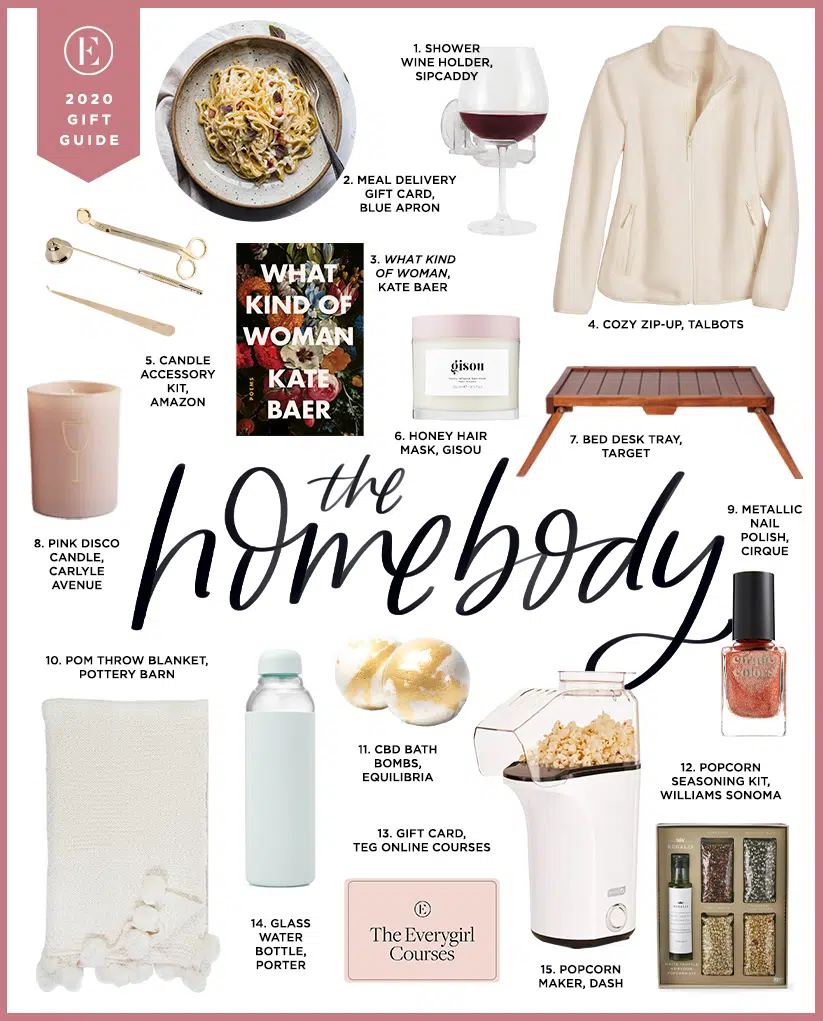 E
2020
GIFT
GUIDE
1. SHOWER
WINE HOLDER,
SIPCADDY
2. MEAL DELIVERY
GIFT CARD,
BLUE APRON
3. WHAT KIND
OF WOMAN,
KATE BAER
WHAT
KIND OF
WOMAN
KATE
BAER
POEMS
4. COZY ZIP-UP, TALBOTS
5. CANDLE
ACCESSORY
KIT,
AMAZON
gisou
6. HONEY HAIR
MASK, GISOU
7. BED DESK TRAY,
TARGET
the
homebody
8. PINK DISCO
CANDLE,
CARLYLE
AVENUE
9. METALLIC
NAIL
POLISH,
CIRQUE
cirque
colors
10. POM THROW BLANKET,
POTTERY BARN
11. CBD BATH
BOMBS,
EQUILIBRIA
12. POPCORN
SEASONING KIT,
WILLIAMS SONOMA
13. GIFT CARD,
TEG ONLINE COURSES
E
The Everygirl
Courses
14. GLASS
WATER
BOTTLE,
PORTER
15. POPCORN
MAKER, DASH